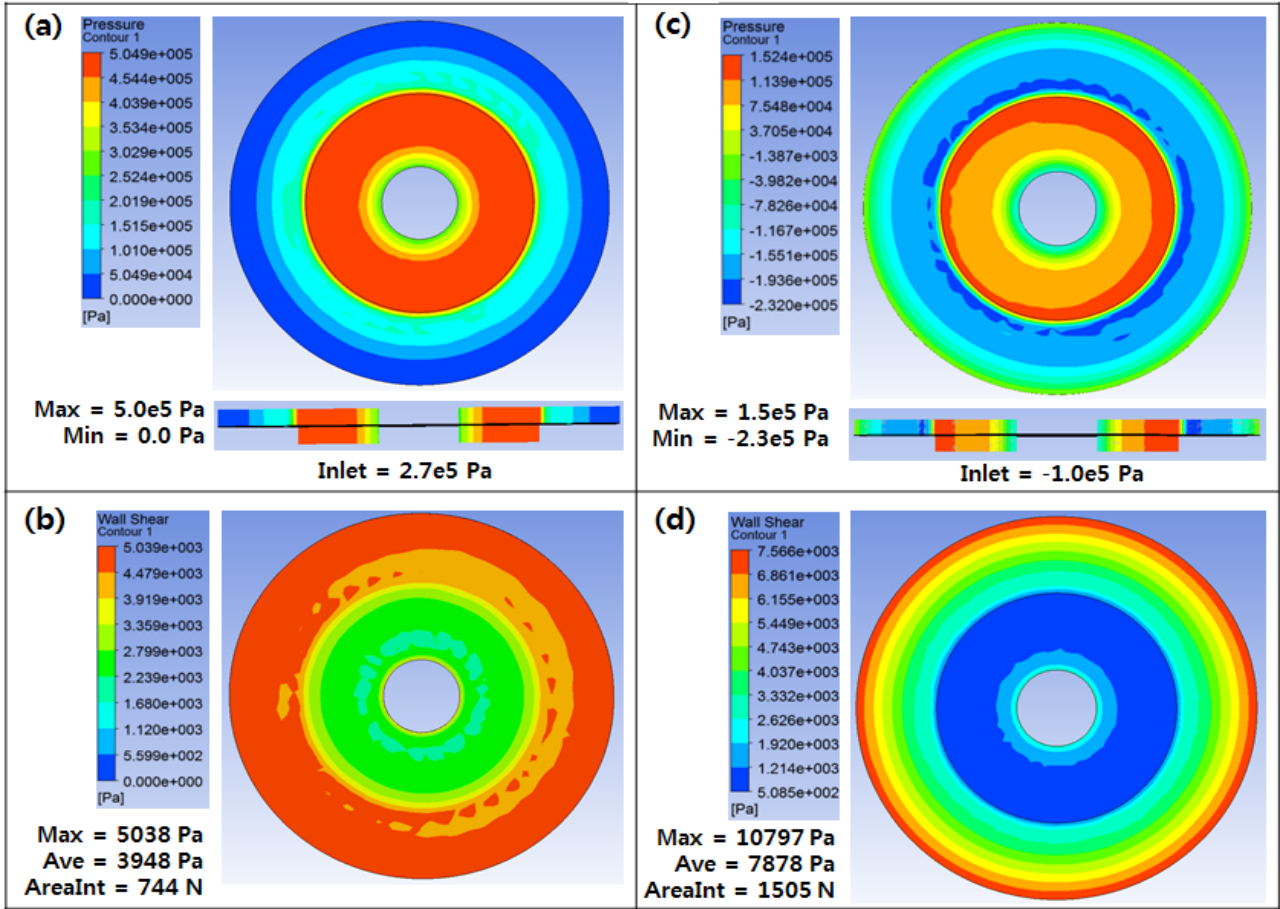 (a)
Pressure
Contour 1
5.049e+005
4.544e+005
4.039e+005
3.534e+005
3.029e+005
2.524e+005
2.019e+005
1.515e+005
1.010e+005
5.049e+004
0.000e+000
[Pa]
Max = 5.0e5 Pa
Min = 0.0 Pa
Inlet = 2.7e5 Pa
(c)
Pressure
Contour 1
1.524e+005
1.139e+005
7.548e+004
3.705e+004
-1.387e+003
-3.982e+004
-7.826e+004
-1.167e+005
-1.551e+005
-1.936e+005
-2.320e+005
[Pa]
Max = 1.5e5 Pa
Min = -2.3e5 Pa
Inlet = -1.0e5 Pa
(b)
Wall Shear
Contour 1
5.039e+003
4.479e+003
3.919e+003
3.359e+003
2.799e+003
2.239e+003
1.680e+003
1.120e+003
5.599e+002
0.000e+000
[Pa]
Max = 5038 Pa
Ave = 3948 Pa
AreaInt = 744 N
(d)
Wall Shear
Contour 1
7.566e+003
6.861e+003
6.155e+003
5.449e+003
4.743e+003
4.037e+003
3.332e+003
2.626e+003
1.920e+003
1.214e+003
5.085e+002
[Pa]
Max = 10797 Pa
Ave = 7878 Pa
AreaInt = 1505 N